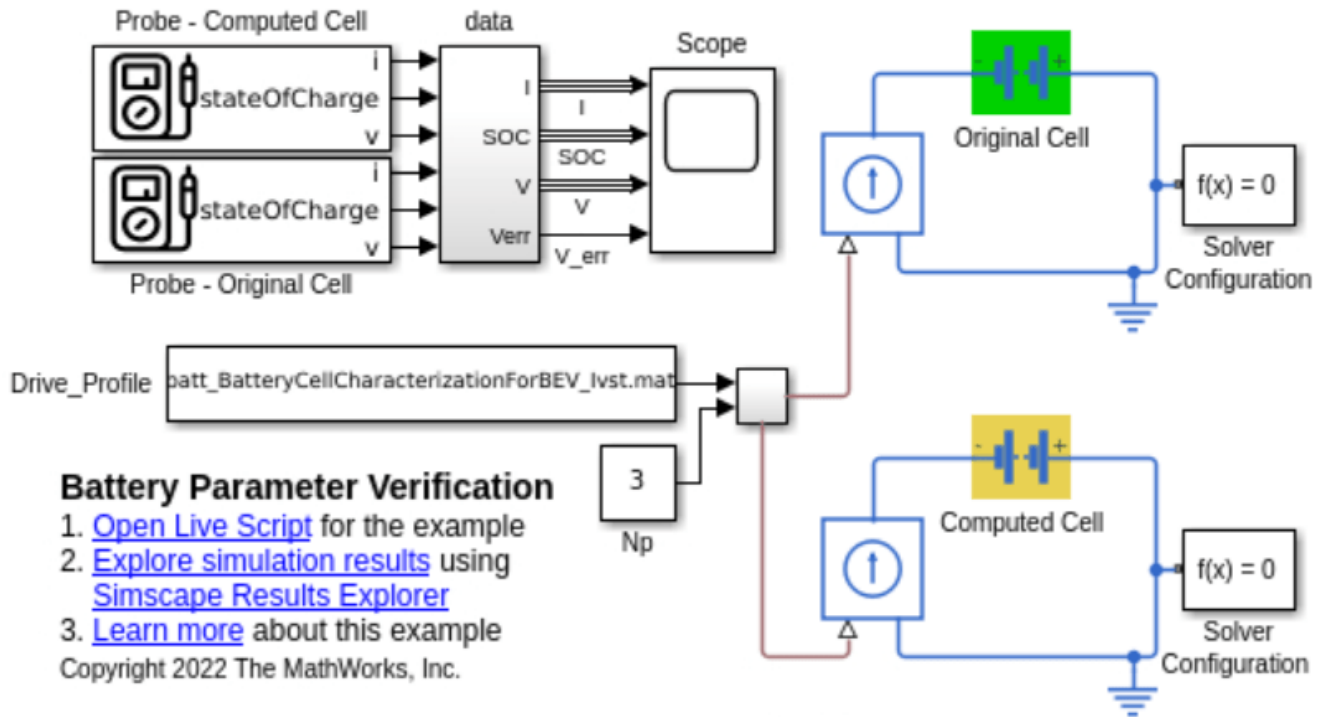 Probe - Computed Cell
data
Scope
i
stateOfCharge
v
i
stateOfCharge
v
Probe - Original Cell
I
SOC
V
Verr
I
SOC
V
V_err
- +
Original Cell
f(x) = 0
Solver
Configuration
Drive_Profile
batt_BatteryCellCharacterizationForBEV_Ivst.mat
3
Np
- +
Computed Cell
f(x) = 0
Solver
Configuration
Battery Parameter Verification
1. Open Live Script for the example
2. Explore simulation results using
Simscape Results Explorer
3. Learn more about this example
Copyright 2022 The MathWorks, Inc.